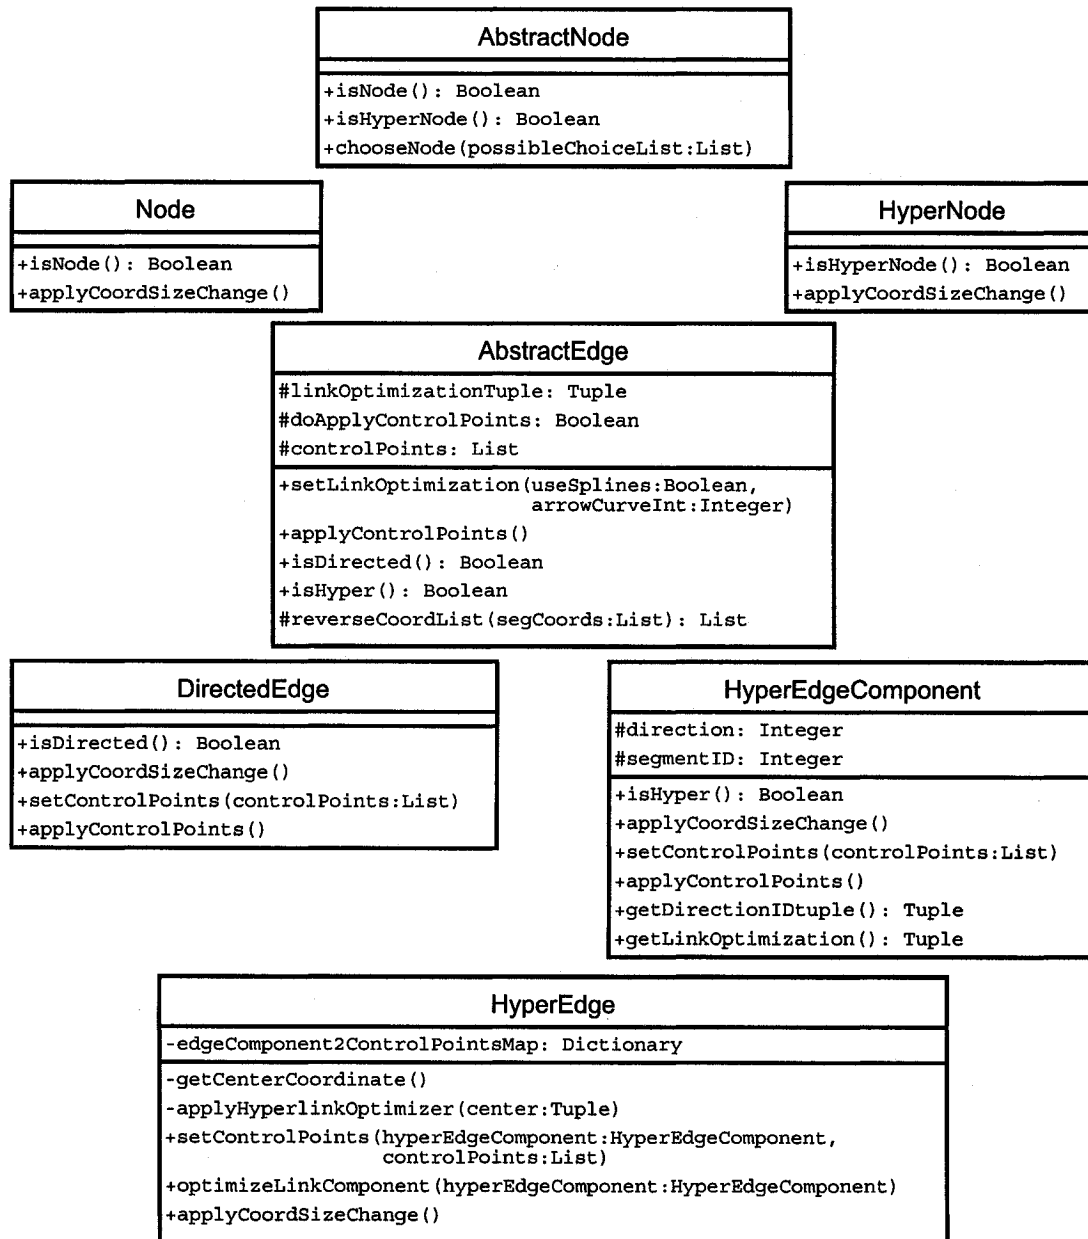 AbstractNode
+isNode(): Boolean
+isHyperNode(): Boolean
+chooseNode(possibleChoiceList:List)
Node
+isNode(): Boolean
+applyCoordSizeChange()
HyperNode
+isHyperNode(): Boolean
+applyCoordSizeChange()
AbstractEdge
#linkOptimizationTuple: Tuple
#doApplyControlPoints: Boolean
#controlPoints: List
+setLinkOptimization(useSplines:Boolean,
arrowCurveInt:Integer)
+applyControlPoints()
+isDirected(): Boolean
+isHyper(): Boolean
#reverseCoordList(segCoords:List): List
DirectedEdge
+isDirected(): Boolean
+applyCoordSizeChange()
+setControlPoints(controlPoints:List)
+applyControlPoints()
HyperEdgeComponent
#direction: Integer
#segmentID: Integer
+isHyper(): Boolean
+applyCoordSizeChange()
+setControlPoints(controlPoints:List)
+applyControlPoints()
+getDirectionIDtuple(): Tuple
+getLinkOptimization(): Tuple
HyperEdge
-edgeComponent2ControlPointsMap: Dictionary
-getCenterCoordinate()
-applyHyperlinkOptimizer(center:Tuple)
+setControlPoints(hyperEdgeComponent:HyperEdgeComponent,
controlPoints:List)
+optimizeLinkComponent(hyperEdgeComponent:HyperEdgeComponent)
+applyCoordSizeChange()